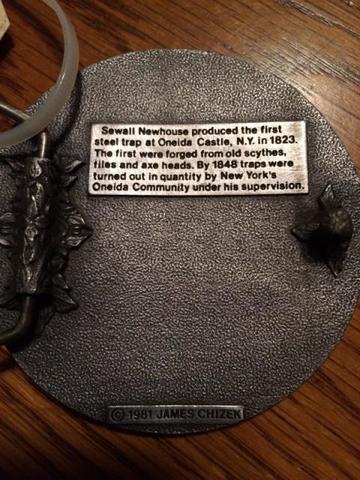 Sewall Newhouse produced the first
steel trap at Oneida Castle, N.Y. in 1823.
The first were forged from old scythes,
files and axe heads. By 1848 traps were
turned out in quantity by New York's
Oneida Community under his supervision.
© 1981 JAMES CHIZEK